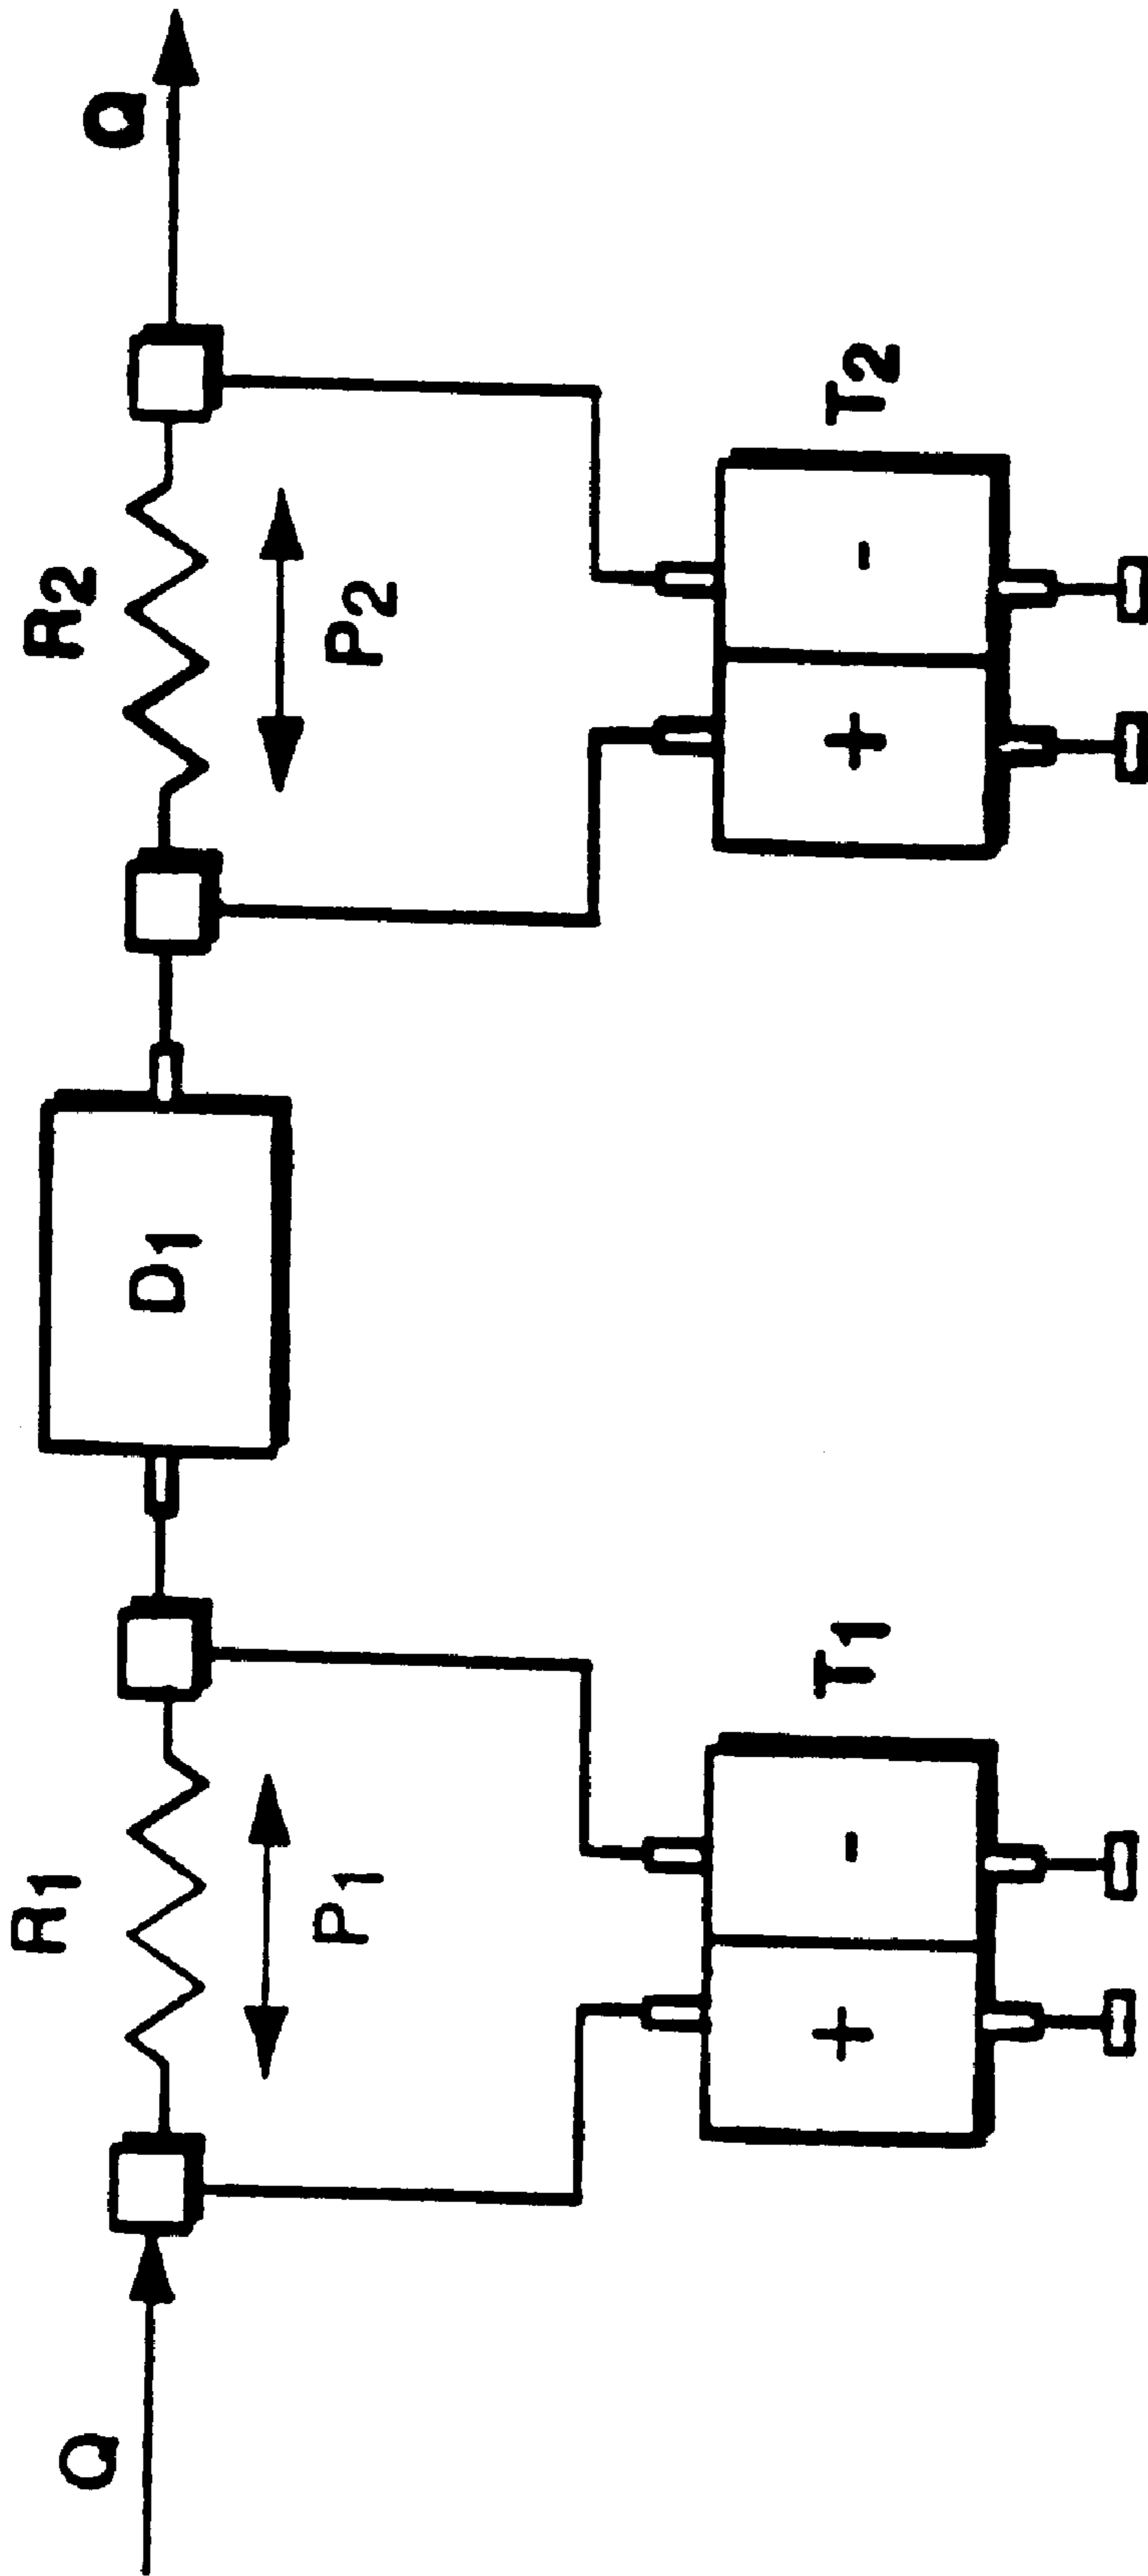 Q
R1
P1
D1
R2
P2
Q
+
-
T1
+
-
T2